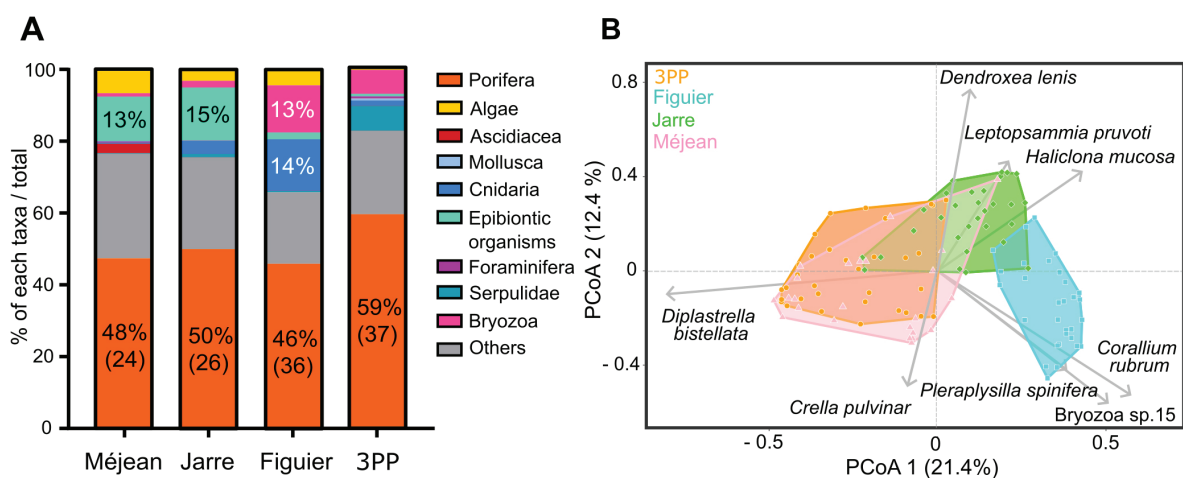 A
% of each taxa / total
100
80
60
40
20
0
13%
48%
(24)
15%
50%
(26)
13%
14%
46%
(36)
59%
(37)
Méjean
Jarre
Figuier
3PP
Porifera
Algae
Ascidiacea
Mollusca
Cnidaria
Epibiontic
organisms
Foraminifera
Serpulidae
Bryozoa
Others
B
PCoA 2 (12.4 %)
0.8
0.4
0
- 0.4
3PP
Figuier
Jarre
Méjean
Dendroxea lenis
Leptopsammia pruvoti
Haliclona mucosa
Diplastrella
bistellata
Crella pulvinar
Pleraplysilla spinifera
Corallium
rubrum
Bryozoa sp.15
- 0.5
0
0.5
PCoA 1 (21.4%)